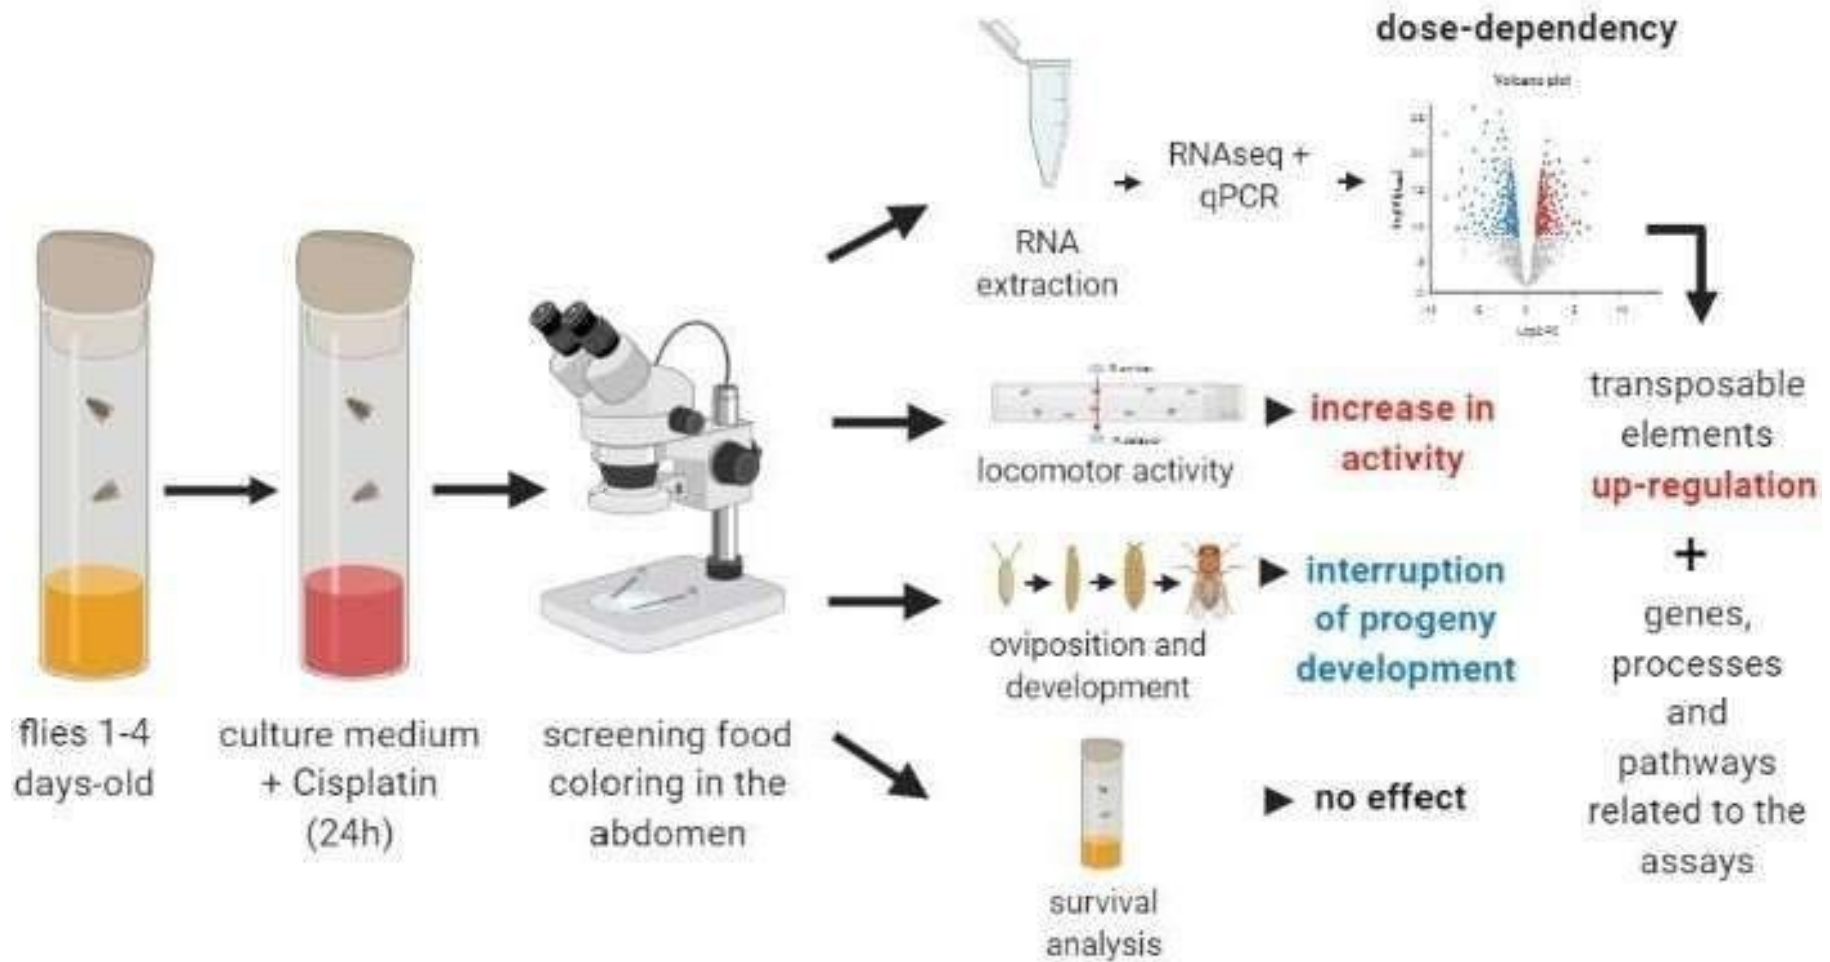 dose-dependency
Volcano plot
RNAseq +
qPCR
RNA
extraction
flies 1-4
days-old
culture medium
+ Cisplatin
(24h)
screening food
coloring in the
abdomen
locomotor activity
increase in
activity
oviposition and
development
interruption
of progeny
development
survival
analysis
no effect
transposable
elements
up-regulation
+
genes,
processes
and
pathways
related to the
assays